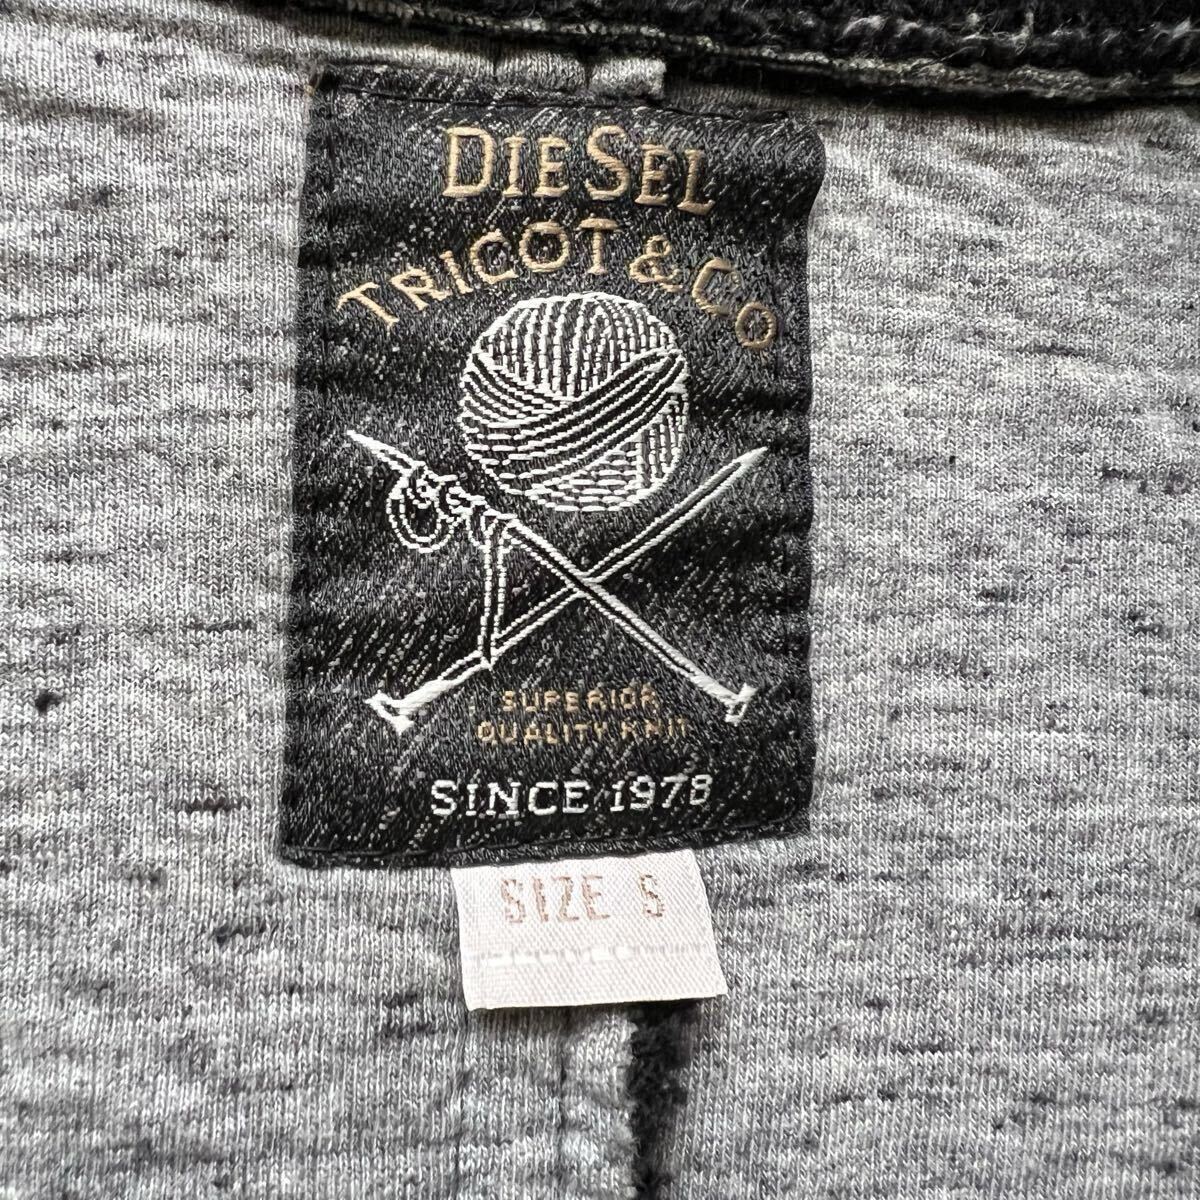 DIESEL
TRICOT & CO
SUPERIOR
QUALITY KNIT
SINCE 1978
SIZE S